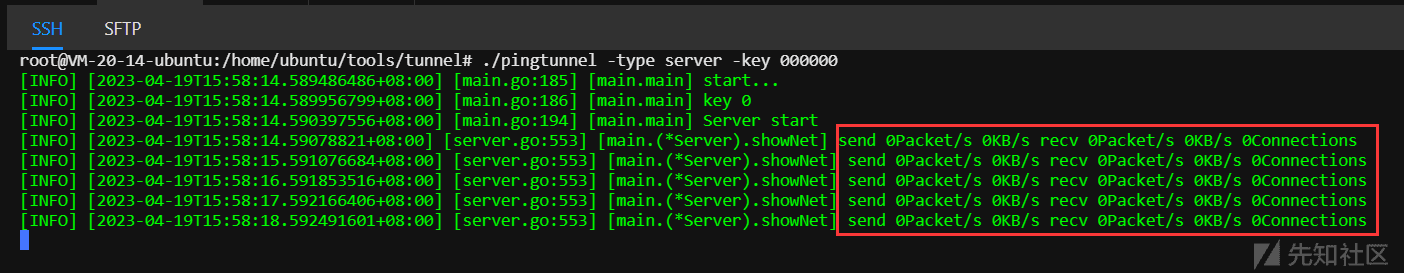 SSH SFTP
root@VM-20-14-ubuntu:/home/ubuntu/tools/tunnel# ./pingtunnel -type server -key 000000
[INFO] [2023-04-19T15:58:14.589486486+08:00] [main.go:185] [main.main] start...
[INFO] [2023-04-19T15:58:14.589956799+08:00] [main.go:186] [main.main] key 0
[INFO] [2023-04-19T15:58:14.590397556+08:00] [main.go:194] [main.main] Server start
[INFO] [2023-04-19T15:58:14.59078821+08:00] [server.go:553] [main.(*Server).showNet] send 0Packet/s 0KB/s recv 0Packet/s 0KB/s 0Connections
[INFO] [2023-04-19T15:58:15.591076684+08:00] [server.go:553] [main.(*Server).showNet] send 0Packet/s 0KB/s recv 0Packet/s 0KB/s 0Connections
[INFO] [2023-04-19T15:58:16.591853516+08:00] [server.go:553] [main.(*Server).showNet] send 0Packet/s 0KB/s recv 0Packet/s 0KB/s 0Connections
[INFO] [2023-04-19T15:58:17.592166406+08:00] [server.go:553] [main.(*Server).showNet] send 0Packet/s 0KB/s recv 0Packet/s 0KB/s 0Connections
[INFO] [2023-04-19T15:58:18.592491601+08:00] [server.go:553] [main.(*Server).showNet] send 0Packet/s 0KB/s recv 0Packet/s 0KB/s 0Connections
先知社区